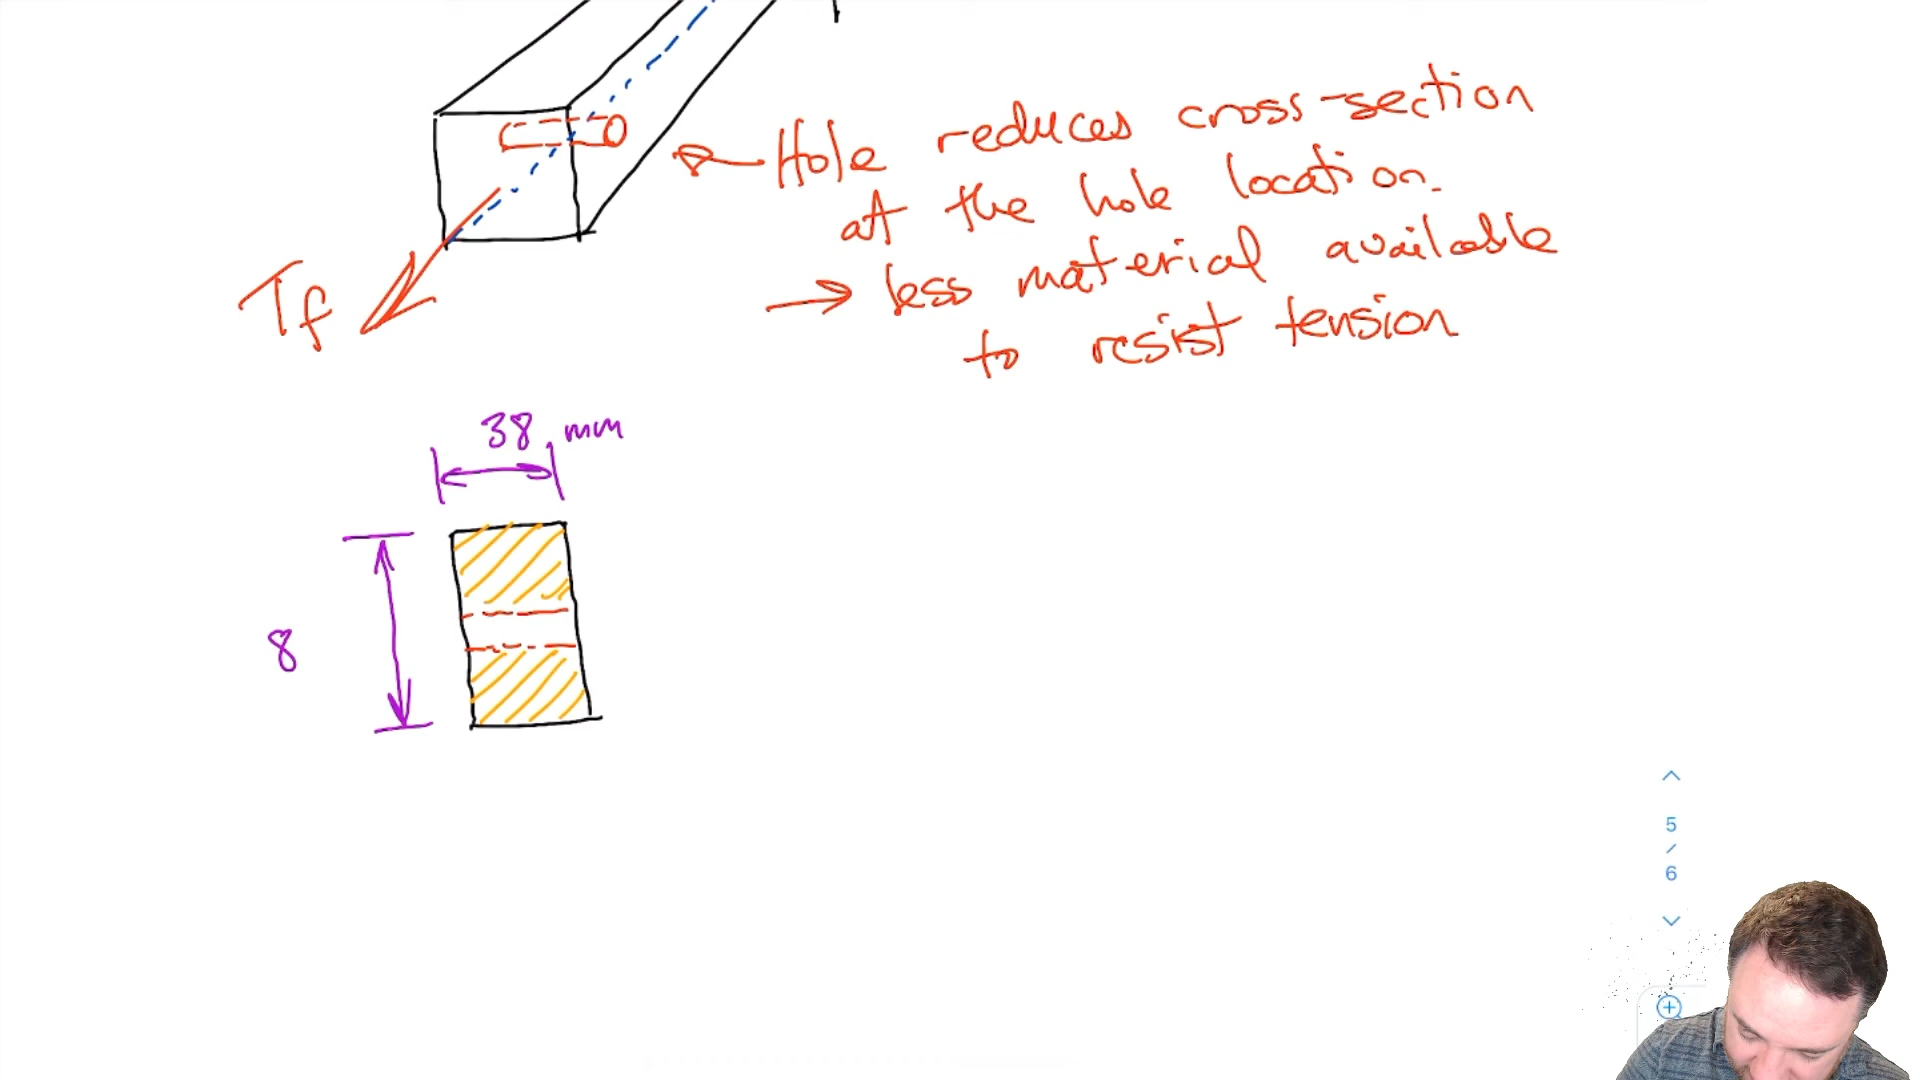 Hole reduces cross-section
at the hole location.
→ less material available
to resist tension
Tf
38 mm
8
5
/
6